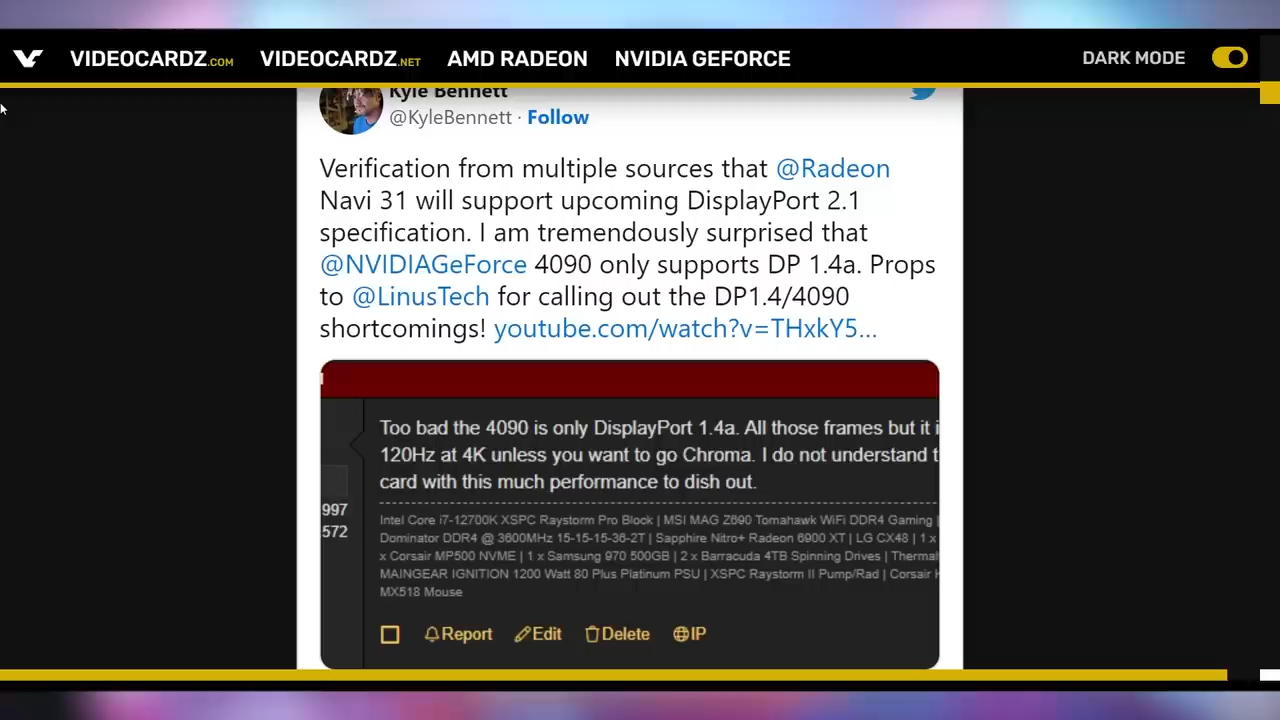 VIDEOCARDZ.COM VIDEOCARDZ.NET AMD RADEON NVIDIA GEFORCE DARK MODE
Kyle Bennett
@KyleBennett · Follow
Verification from multiple sources that @Radeon
Navi 31 will support upcoming DisplayPort 2.1
specification. I am tremendously surprised that
@NVIDIAGeForce 4090 only supports DP 1.4a. Props
to @LinusTech for calling out the DP1.4/4090
shortcomings! youtube.com/watch?v=THxkY5…
Too bad the 4090 is only DisplayPort 1.4a. All those frames but it i
120Hz at 4K unless you want to go Chroma. I do not understand t
card with this much performance to dish out.
997
572
Intel Core i7-12700K XSPC Raystorm Pro Block | MSI MAG Z690 Tomahawk WiFi DDR4 Gaming |
Dominator DDR4 @ 3600MHz 15-15-15-36-2T | Sapphire Nitro+ Radeon 6900 XT | LG CX48 | 1 x
x Corsair MP500 NVME | 1 x Samsung 970 500GB | 2 x Barracuda 4TB Spinning Drives | Thermal
MAINGEAR IGNITION 1200 Watt 80 Plus Platinum PSU | XSPC Raystorm II Pump/Rad | Corsair
MX518 Mouse
Report Edit Delete IP